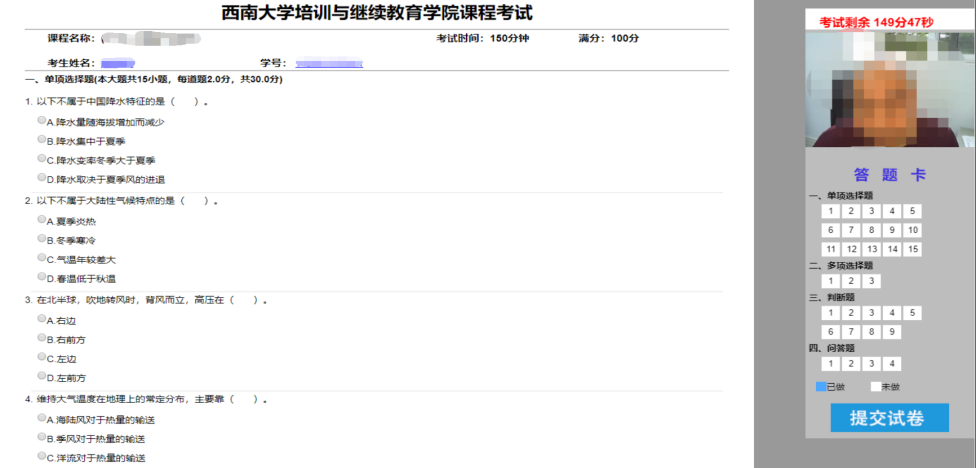 西南大学培训与继续教育学院课程考试
课程名称： 考试时间：150分钟 满分：100分
考生姓名： 学号：
一、单项选择题(本大题共15小题，每道题2.0分，共30.0分)
1. 以下不属于中国降水特征的是（ ）。
A.降水量随海拔增加而减少
B.降水集中于夏季
C.降水变率冬季大于夏季
D.降水取决于夏季风的进退
2. 以下不属于大陆性气候特点的是（ ）。
A.夏季炎热
B.冬季寒冷
C.气温年较差大
D.春温低于秋温
3. 在北半球，吹地转风时，背风而立，高压在（ ）。
A.右边
B.右前方
C.左边
D.左前方
4. 维持大气温度在地理上的常定分布，主要靠（ ）。
A.海陆风对于热量的输送
B.季风对于热量的输送
C.洋流对于热量的输送
考试剩余 149分47秒
答 题 卡
一、单项选择题
1 2 3 4 5
6 7 8 9 10
11 12 13 14 15
二、多项选择题
1 2 3
三、判断题
1 2 3 4 5
6 7 8 9
四、问答题
1 2 3 4
已做 未做
提交试卷